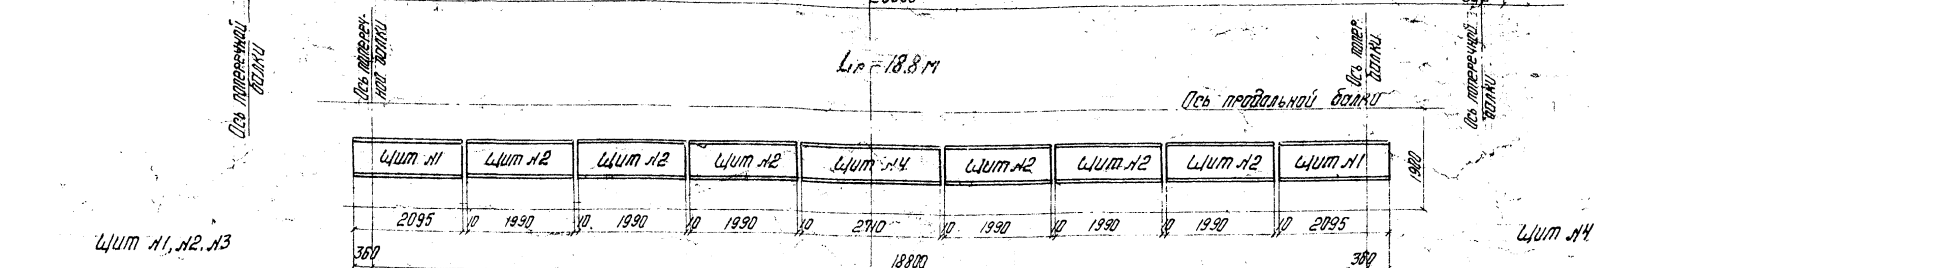 Ось поперечной
балки
Ось попереч-
ной балки
Lп = 18.8 м
Ось попер.
балки
Ось поперечной
балки
Ось продольной балки
Щит №1 Щит №2 Щит №2 Щит №2 Щит №4 Щит №2 Щит №2 Щит №2 Щит №1
1900
2095 10 1990 10 1990 10 1990 10 2710 10 1990 10 1990 10 1990 10 2095
Щит №1, №2, №3
Щит №4
360 18800 360